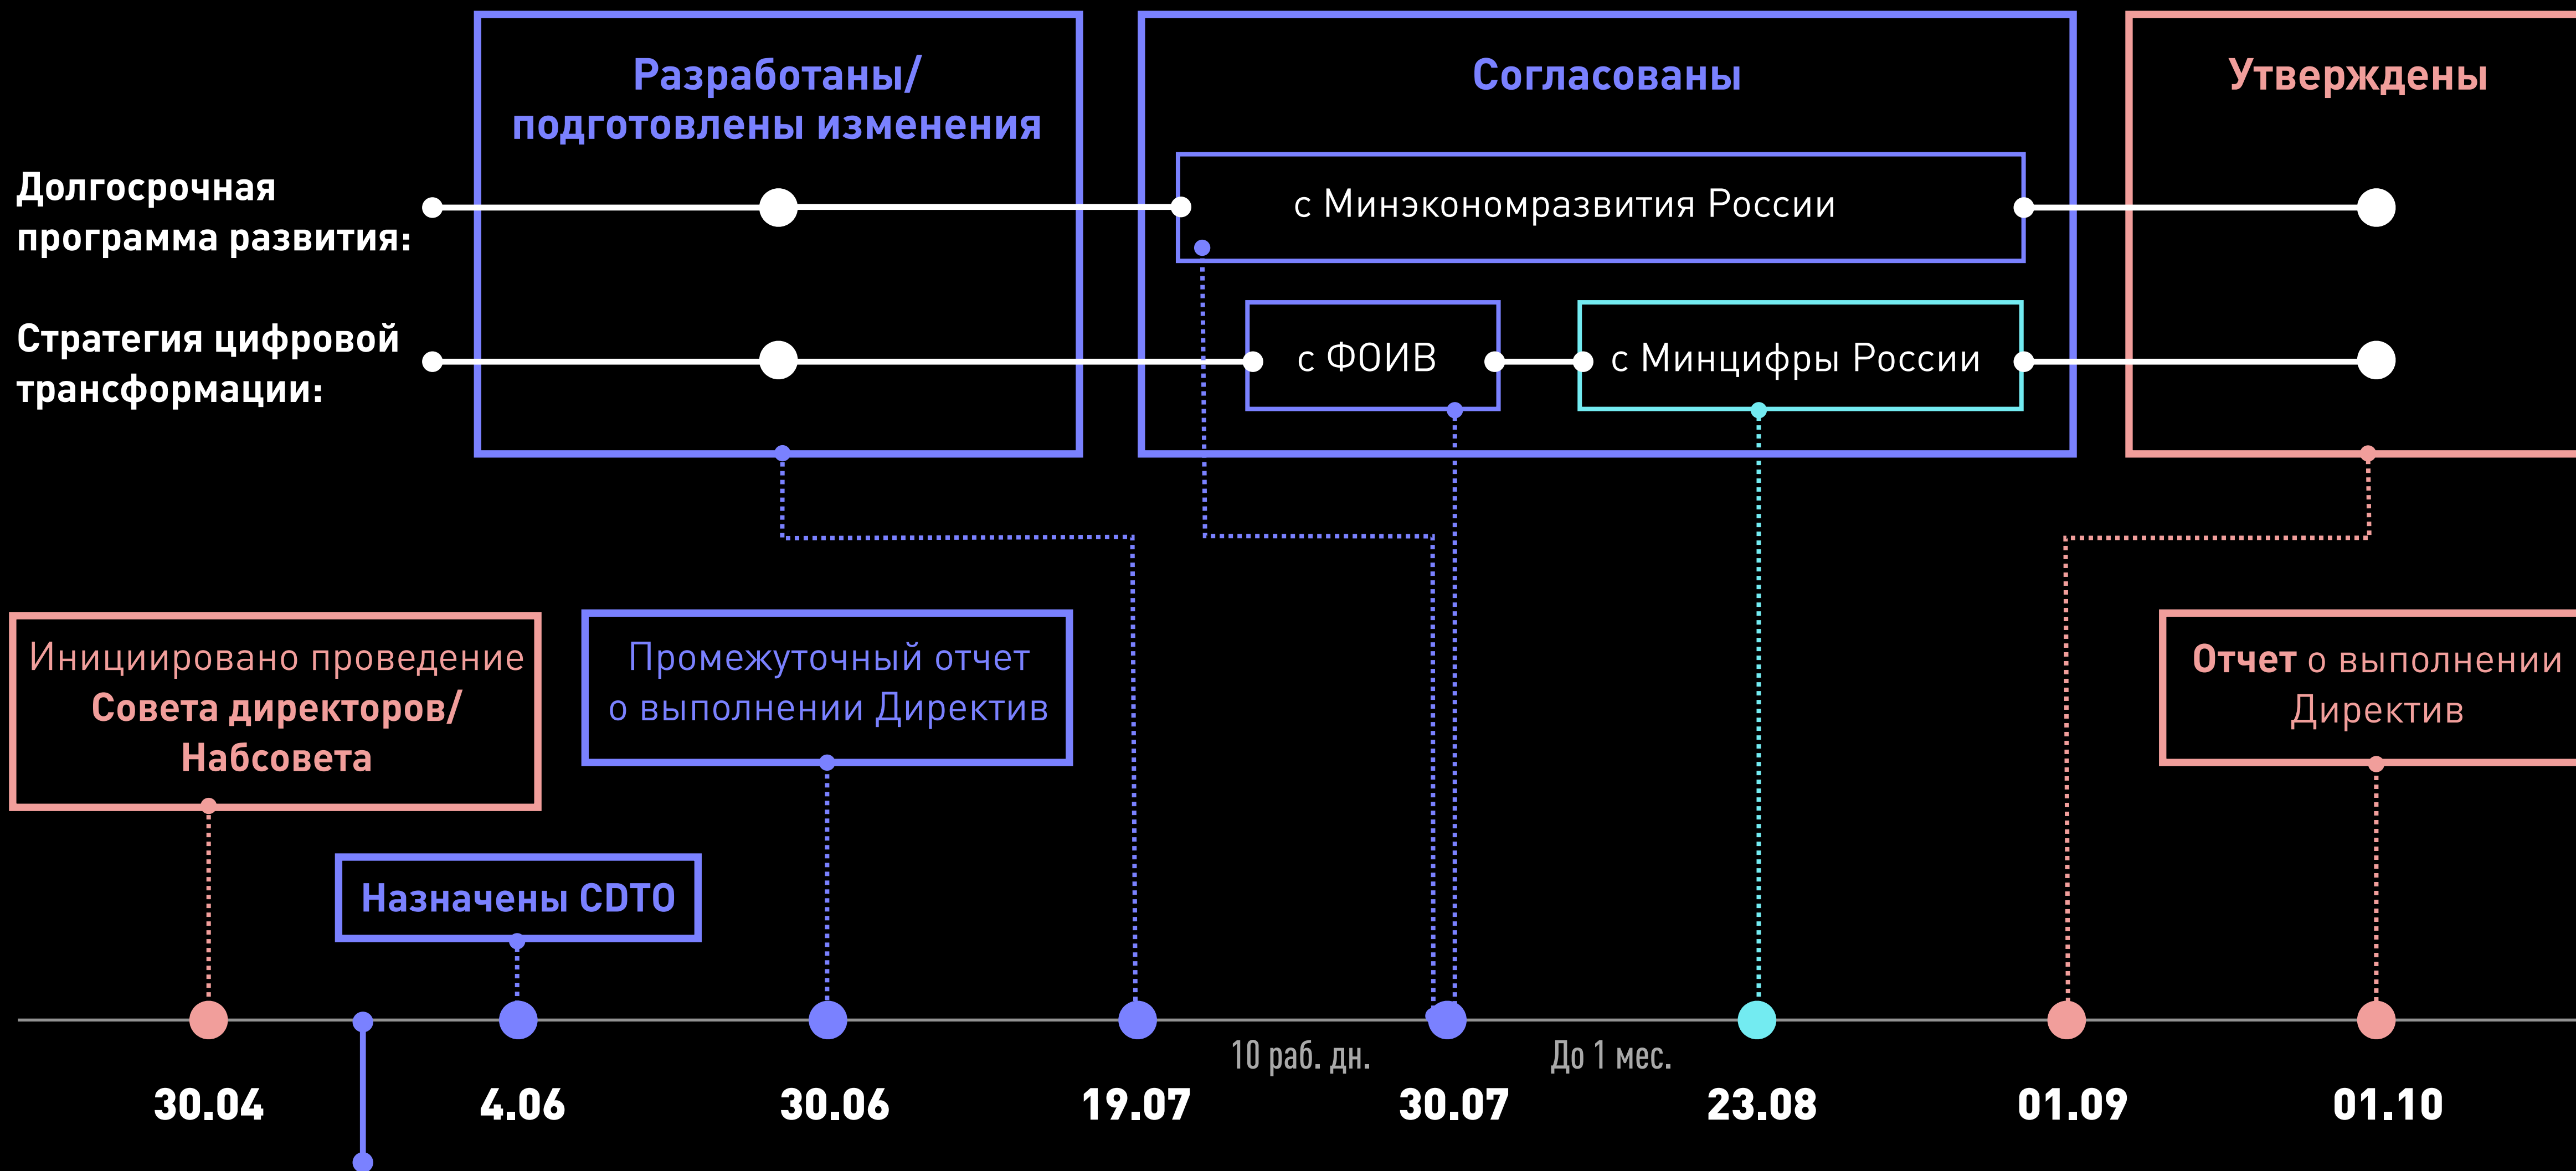 Разработаны/
подготовлены изменения
Согласованы
Утверждены
Долгосрочная
программа развития:
с Минэкономразвития России
Стратегия цифровой
трансформации:
с ФОИВ
с Минцифры России
Инициировано проведение
Совета директоров/
Набсовета
Промежуточный отчет
о выполнении Директив
Отчет о выполнении
Директив
Назначены CDTO
10 раб. дн.
До 1 мес.
30.04
4.06
30.06
19.07
30.07
23.08
01.09
01.10